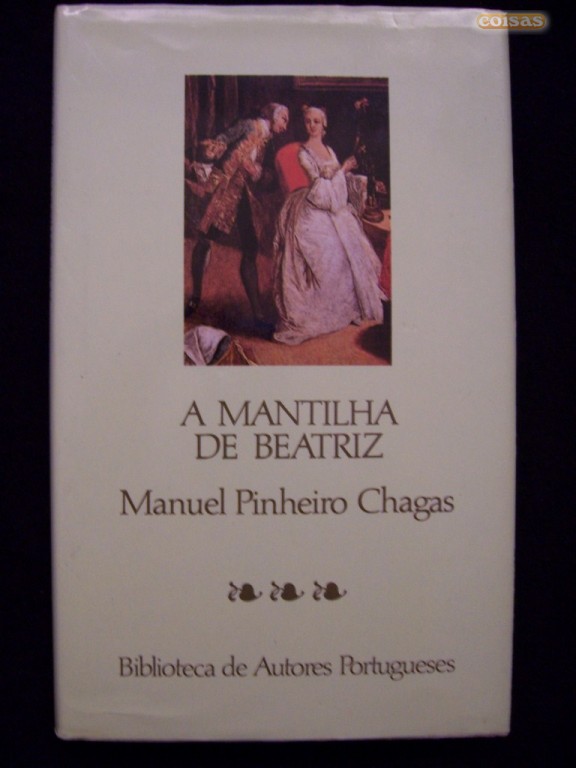 coisas
A MANTILHA
DE BEATRIZ
Manuel Pinheiro Chagas
Biblioteca de Autores Portugueses